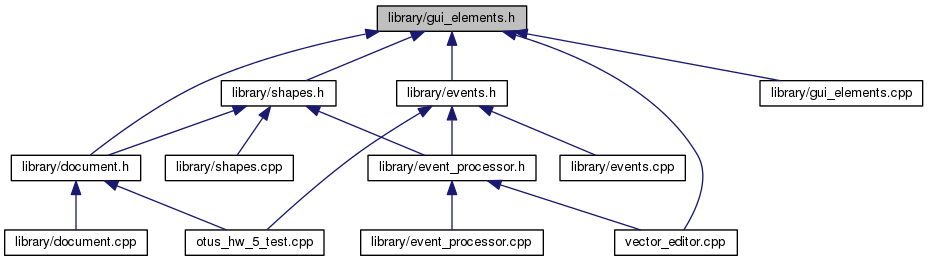 library/gui_elements.h
library/shapes.h
library/events.h
library/gui_elements.cpp
library/document.h
library/shapes.cpp
library/event_processor.h
library/events.cpp
library/document.cpp
otus_hw_5_test.cpp
library/event_processor.cpp
vector_editor.cpp